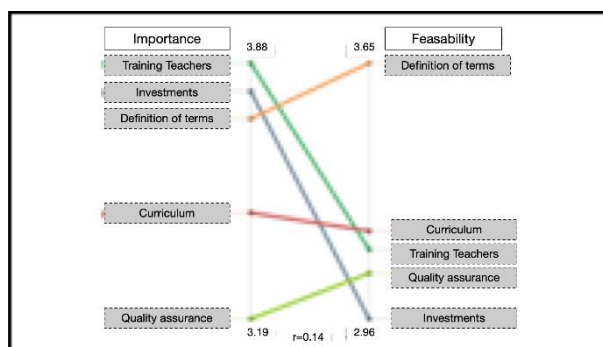 Importance
3.88
3.65
Feasability
Training Teachers
Definition of terms
Investments
Definition of terms
Curriculum
Curriculum
Training Teachers
Quality assurance
Quality assurance
Investments
3.19
r=0.14
2.96